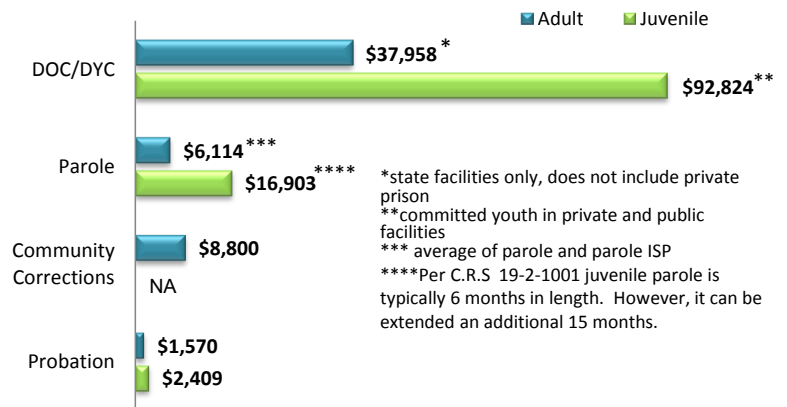 Adult Juvenile
DOC/DYC
$37,958 *
$92,824**
Parole
$6,114***
$16,903****
Community
Corrections
$8,800
NA
Probation
$1,570
$2,409
*state facilities only, does not include private
prison
**committed youth in private and public
facilities
*** average of parole and parole ISP
****Per C.R.S 19-2-1001 juvenile parole is
typically 6 months in length. However, it can be
extended an additional 15 months.